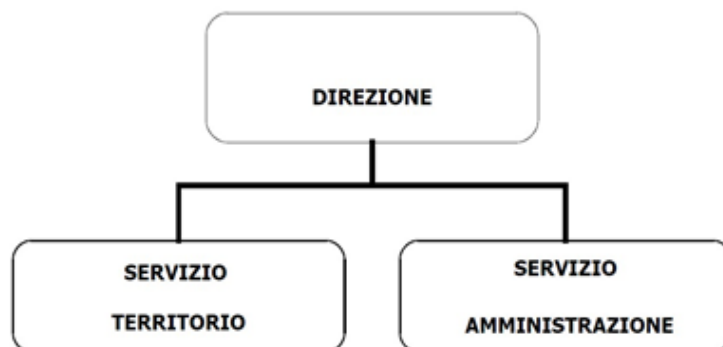 DIREZIONE
SERVIZIO
TERRITORIO
SERVIZIO
AMMINISTRAZIONE